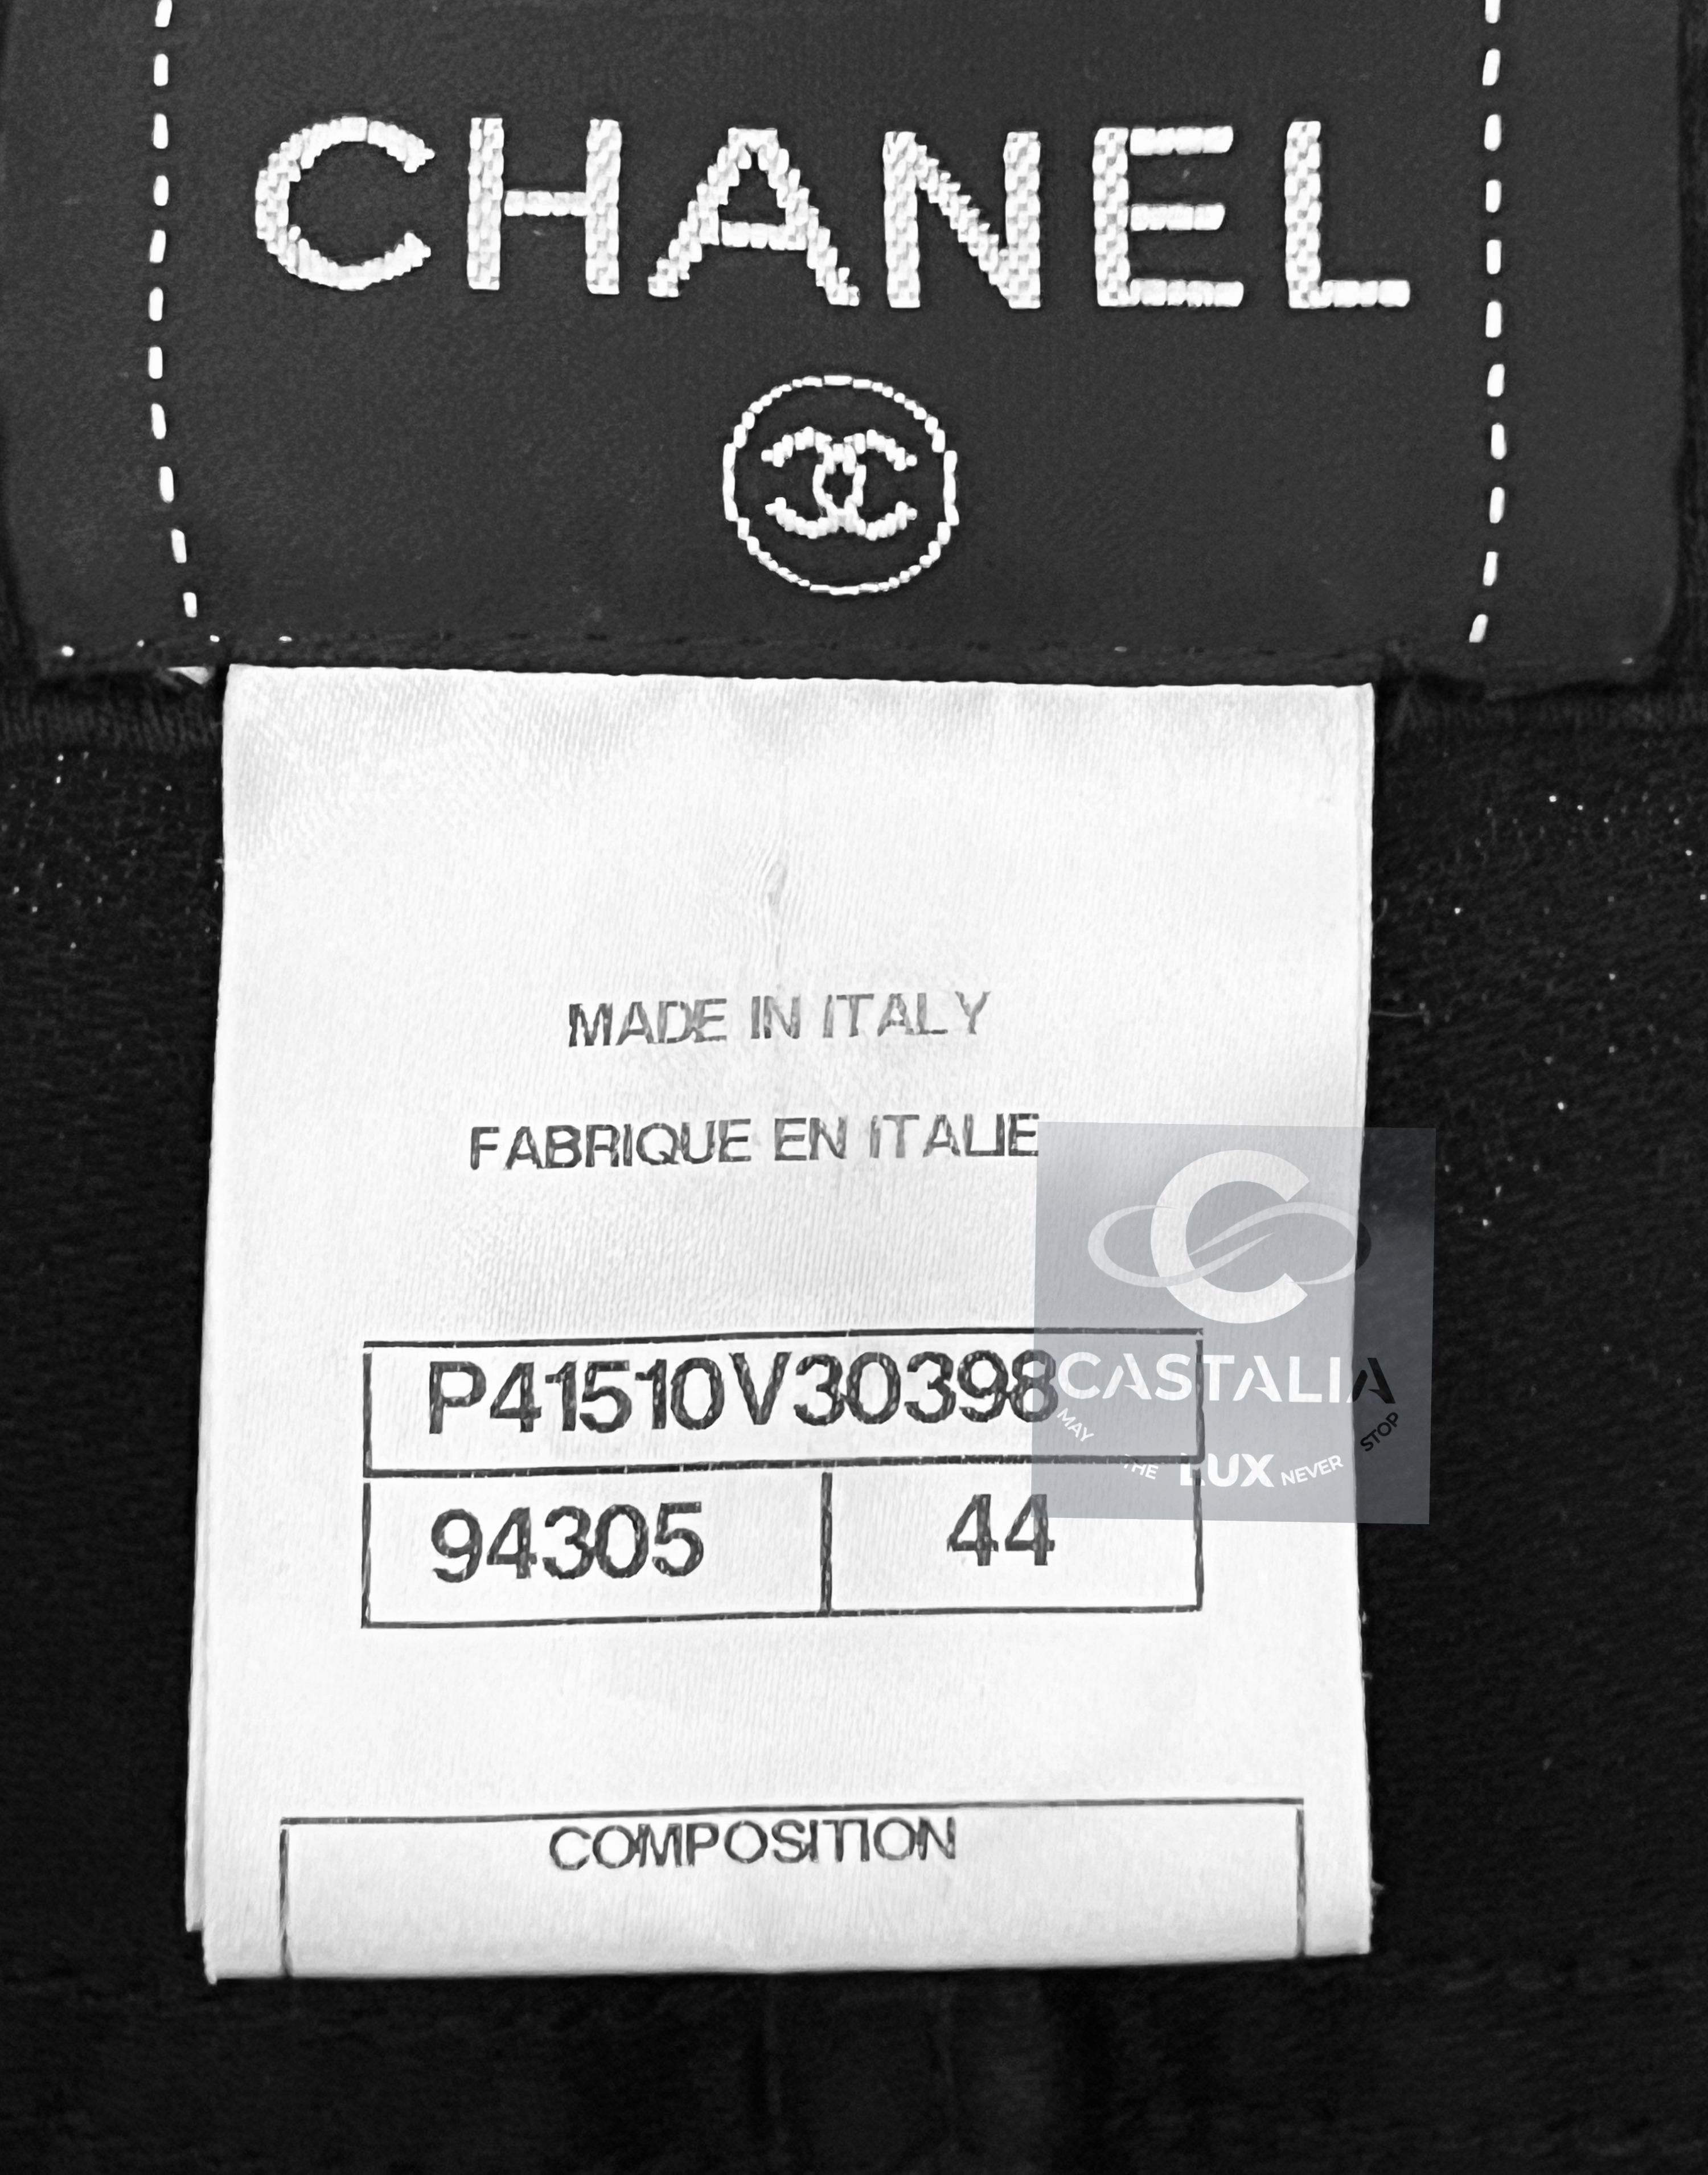 CHANEL
MADE IN ITALY
FABRIQUE EN ITALIE
P41510V30398
94305 44
COMPOSITION
CASTALIA
MAY THE LUX NEVER STOP